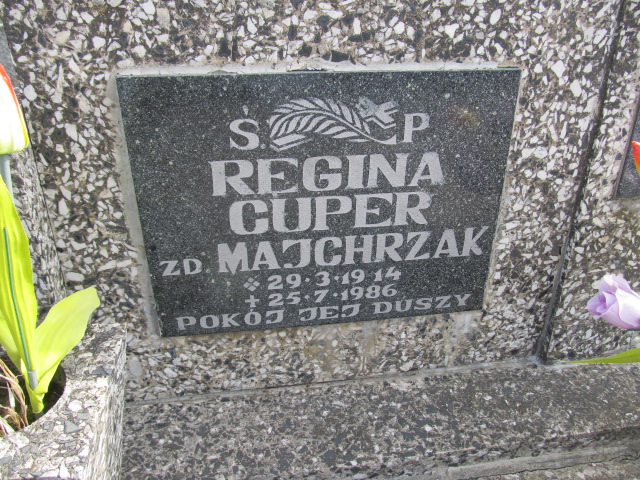 Ś P
REGINA
CUPER
ZD. MAJCHRZAK
* 29·3·1914
+ 25·7·1986
POKÓJ JEJ DUSZY